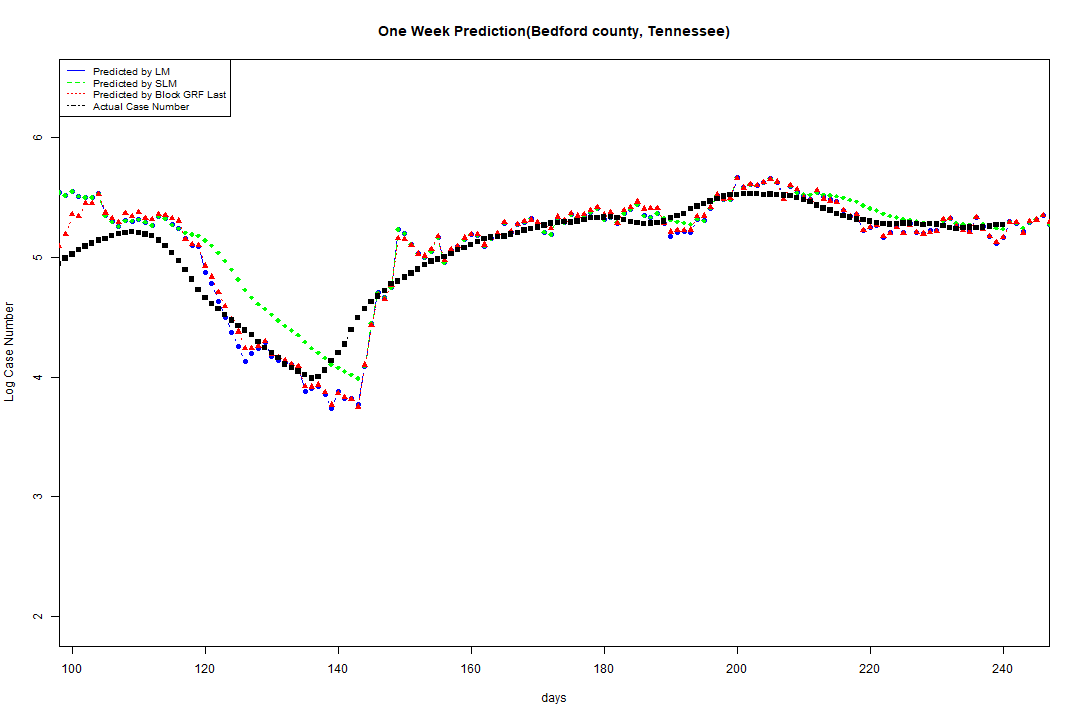 One Week Prediction(Bedford county, Tennessee)
Predicted by LM
Predicted by SLM
Predicted by Block GRF Last
Actual Case Number
6
5
4
3
2
Log Case Number
100 120 140 160 180 200 220 240
days